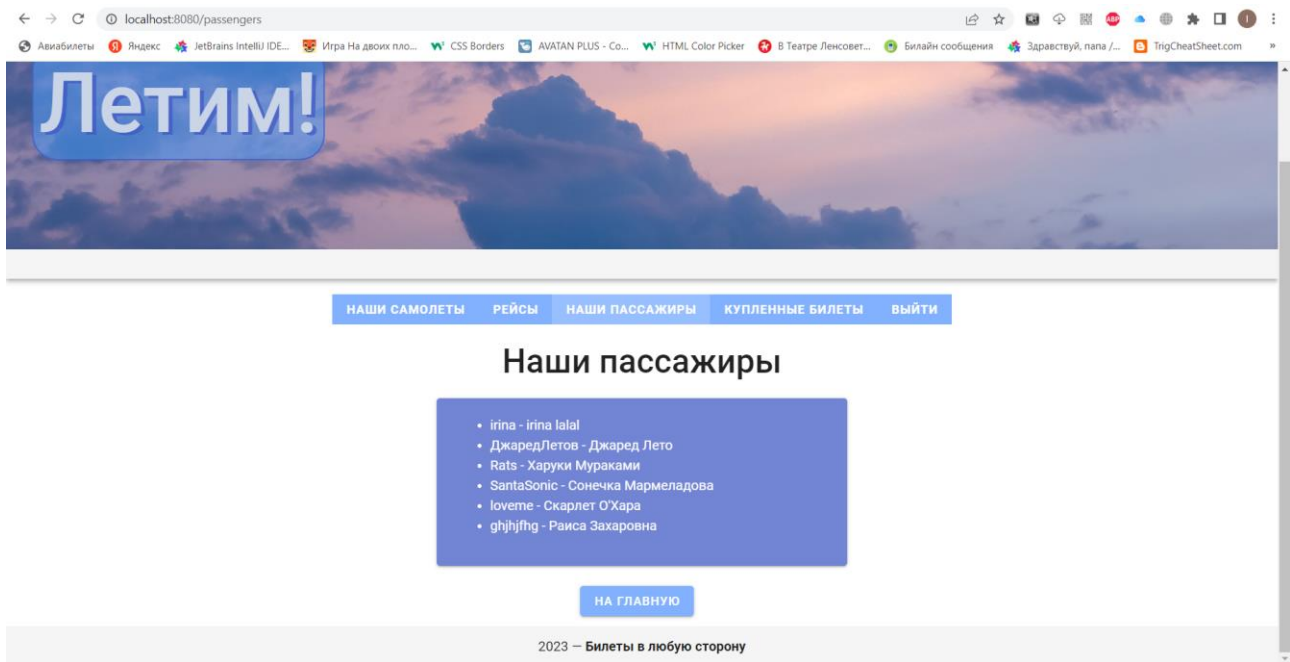 localhost:8080/passengers
Авиабилеты Яндекс JetBrains IntelliJ IDE... Игра На двоих пло... CSS Borders AVATAN PLUS - Co... HTML Color Picker В Театре Ленсовет... Билайн сообщения Здравствуй, папа /... TrigCheatSheet.com »
Летим!
НАШИ САМОЛЕТЫ РЕЙСЫ НАШИ ПАССАЖИРЫ КУПЛЕННЫЕ БИЛЕТЫ ВЫЙТИ
Наши пассажиры
• irina - irina lalal
• ДжаредЛетов - Джаред Лето
• Rats - Харуки Мураками
• SantaSonic - Сонечка Мармеладова
• loveme - Скарлет О'Хара
• ghjhjfhg - Раиса Захаровна
НА ГЛАВНУЮ
2023 — Билеты в любую сторону